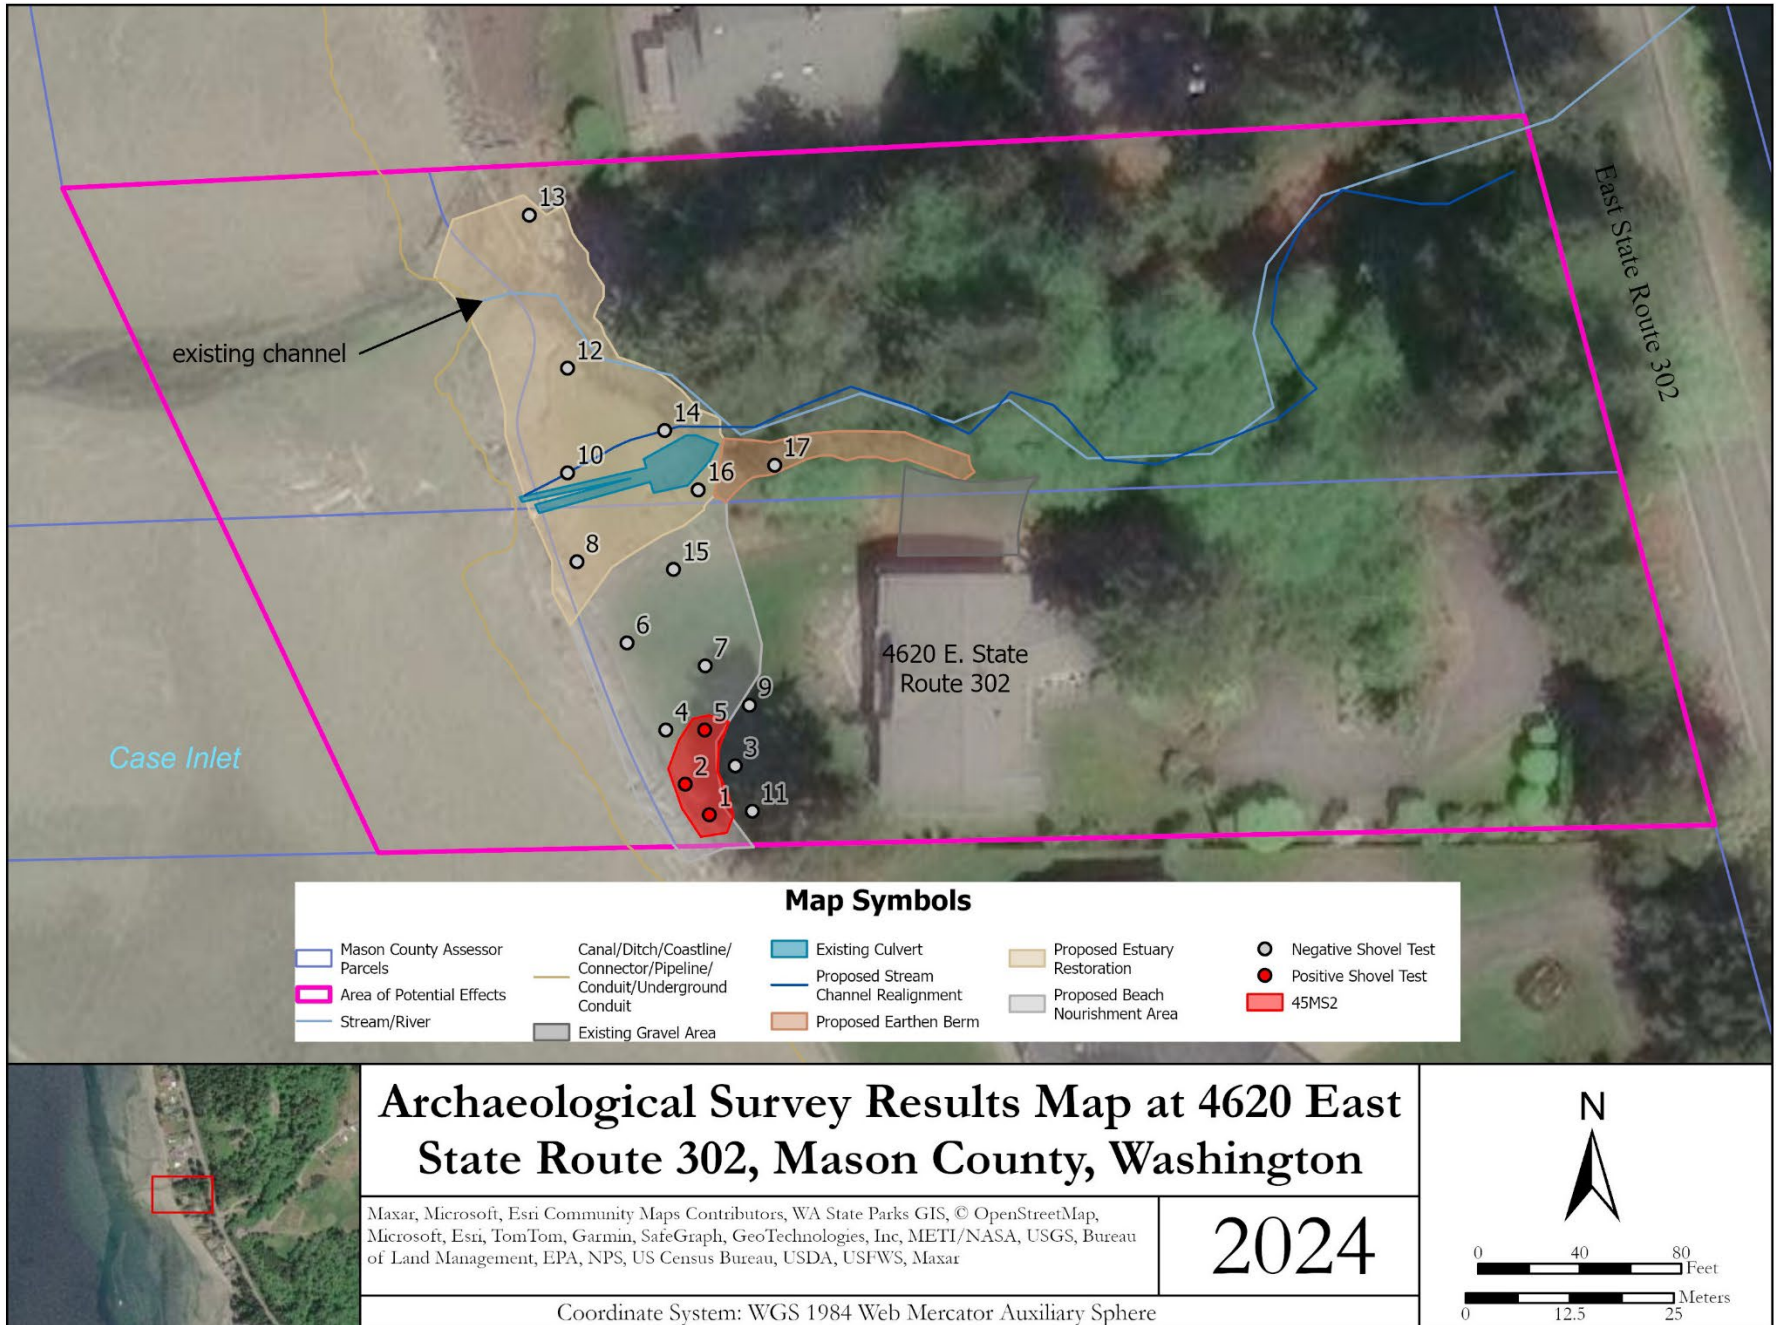 13
existing channel
12
14
10
17
16
8
15
6
7
9
4
5
3
2
1
11
East State Route 302
4620 E. State
Route 302
Case Inlet
Map Symbols
Mason County Assessor
Parcels
Area of Potential Effects
Stream/River
Canal/Ditch/Coastline/
Connector/Pipeline/
Conduit/Underground
Conduit
Existing Gravel Area
Existing Culvert
Proposed Stream
Channel Realignment
Proposed Earthen Berm
Proposed Estuary
Restoration
Proposed Beach
Nourishment Area
Negative Shovel Test
Positive Shovel Test
45MS2
Archaeological Survey Results Map at 4620 East
State Route 302, Mason County, Washington
Maxar, Microsoft, Esri Community Maps Contributors, WA State Parks GIS, © OpenStreetMap,
Microsoft, Esri, TomTom, Garmin, SafeGraph, GeoTechnologies, Inc, METI/NASA, USGS, Bureau
of Land Management, EPA, NPS, US Census Bureau, USDA, USFWS, Maxar
2024
Coordinate System: WGS 1984 Web Mercator Auxiliary Sphere
N
0 40 80
Feet
Meters
0 12.5 25